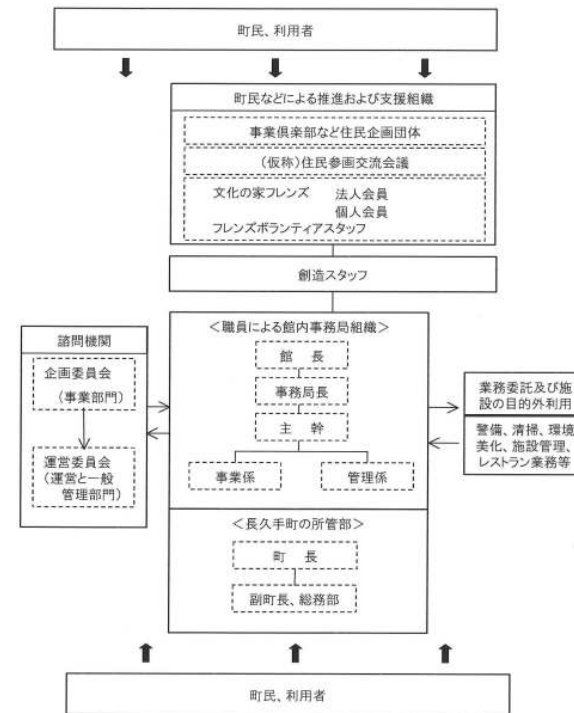 町民、利用者
町民などによる推進および支援組織
事業倶楽部など住民企画団体
(仮称)住民参画交流会議
文化の家フレンズ 法人会員
個人会員
フレンズボランティアスタッフ
創造スタッフ
諮問機関
企画委員会
(事業部門)
運営委員会
(運営と一般
管理部門)
<職員による館内事務局組織>
館 長
事務局長
主 幹
事業係 管理係
<長久手町の所管部>
町 長
副町長、総務部
業務委託及び施
設の目的外利用
警備、清掃、環境
美化、施設管理、
レストラン業務等
町民、利用者